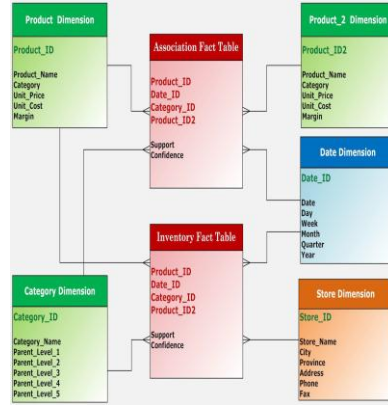 Product Dimension
Product_ID
Product_Name
Category
Unit_Price
Unit_Cost
Margin
Association Fact Table
Product_ID
Date_ID
Category_ID
Product_ID2
Support
Confidence
Product_2 Dimension
Product_ID2
Product_Name
Category
Unit_Price
Unit_Cost
Margin
Date Dimension
Date_ID
Date
Day
Week
Month
Quarter
Year
Inventory Fact Table
Product_ID
Date_ID
Category_ID
Product_ID2
Support
Confidence
Category Dimension
Category_ID
Category_Name
Parent_Level_1
Parent_Level_2
Parent_Level_3
Parent_Level_4
Parent_Level_5
Store Dimension
Store_ID
Store_Name
City
Province
Address
Phone
Fax